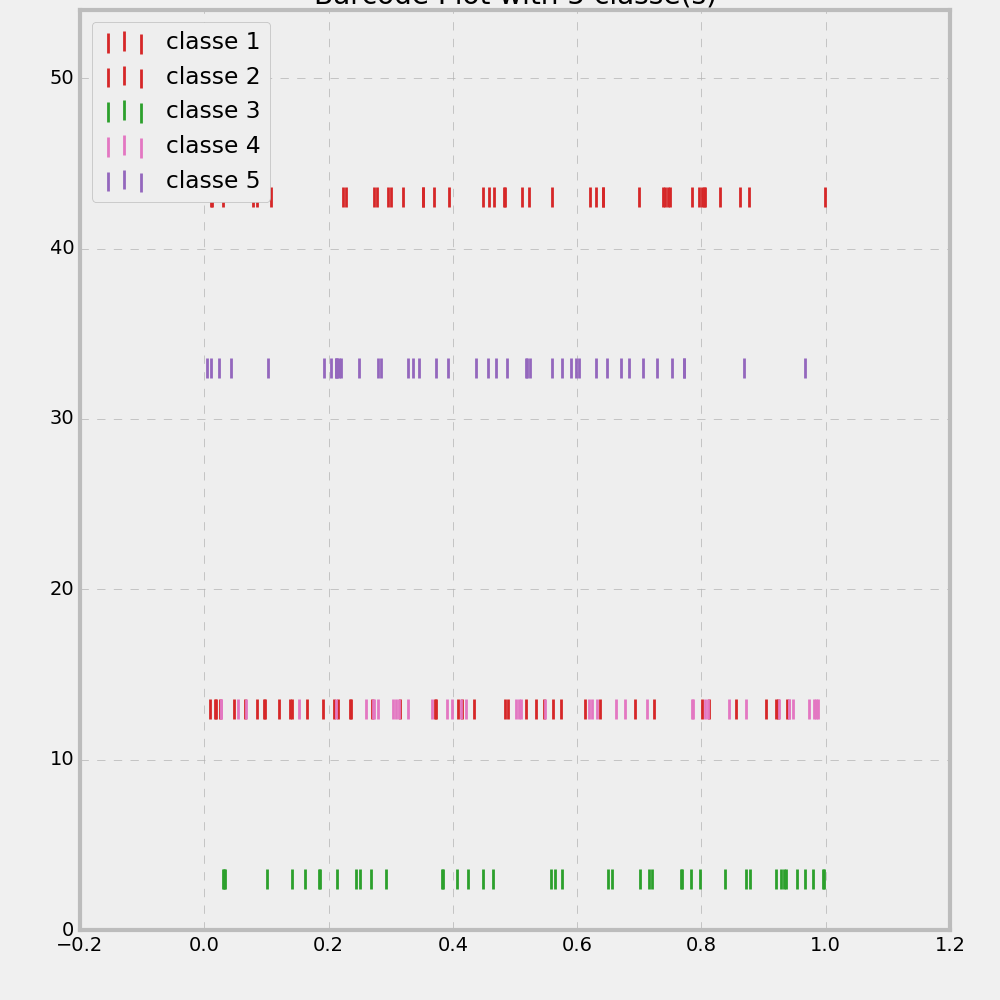 Barcode Plot with 5 classe(s)
classe 1
classe 2
classe 3
classe 4
classe 5
50
40
30
20
10
0
−0.2 0.0 0.2 0.4 0.6 0.8 1.0 1.2